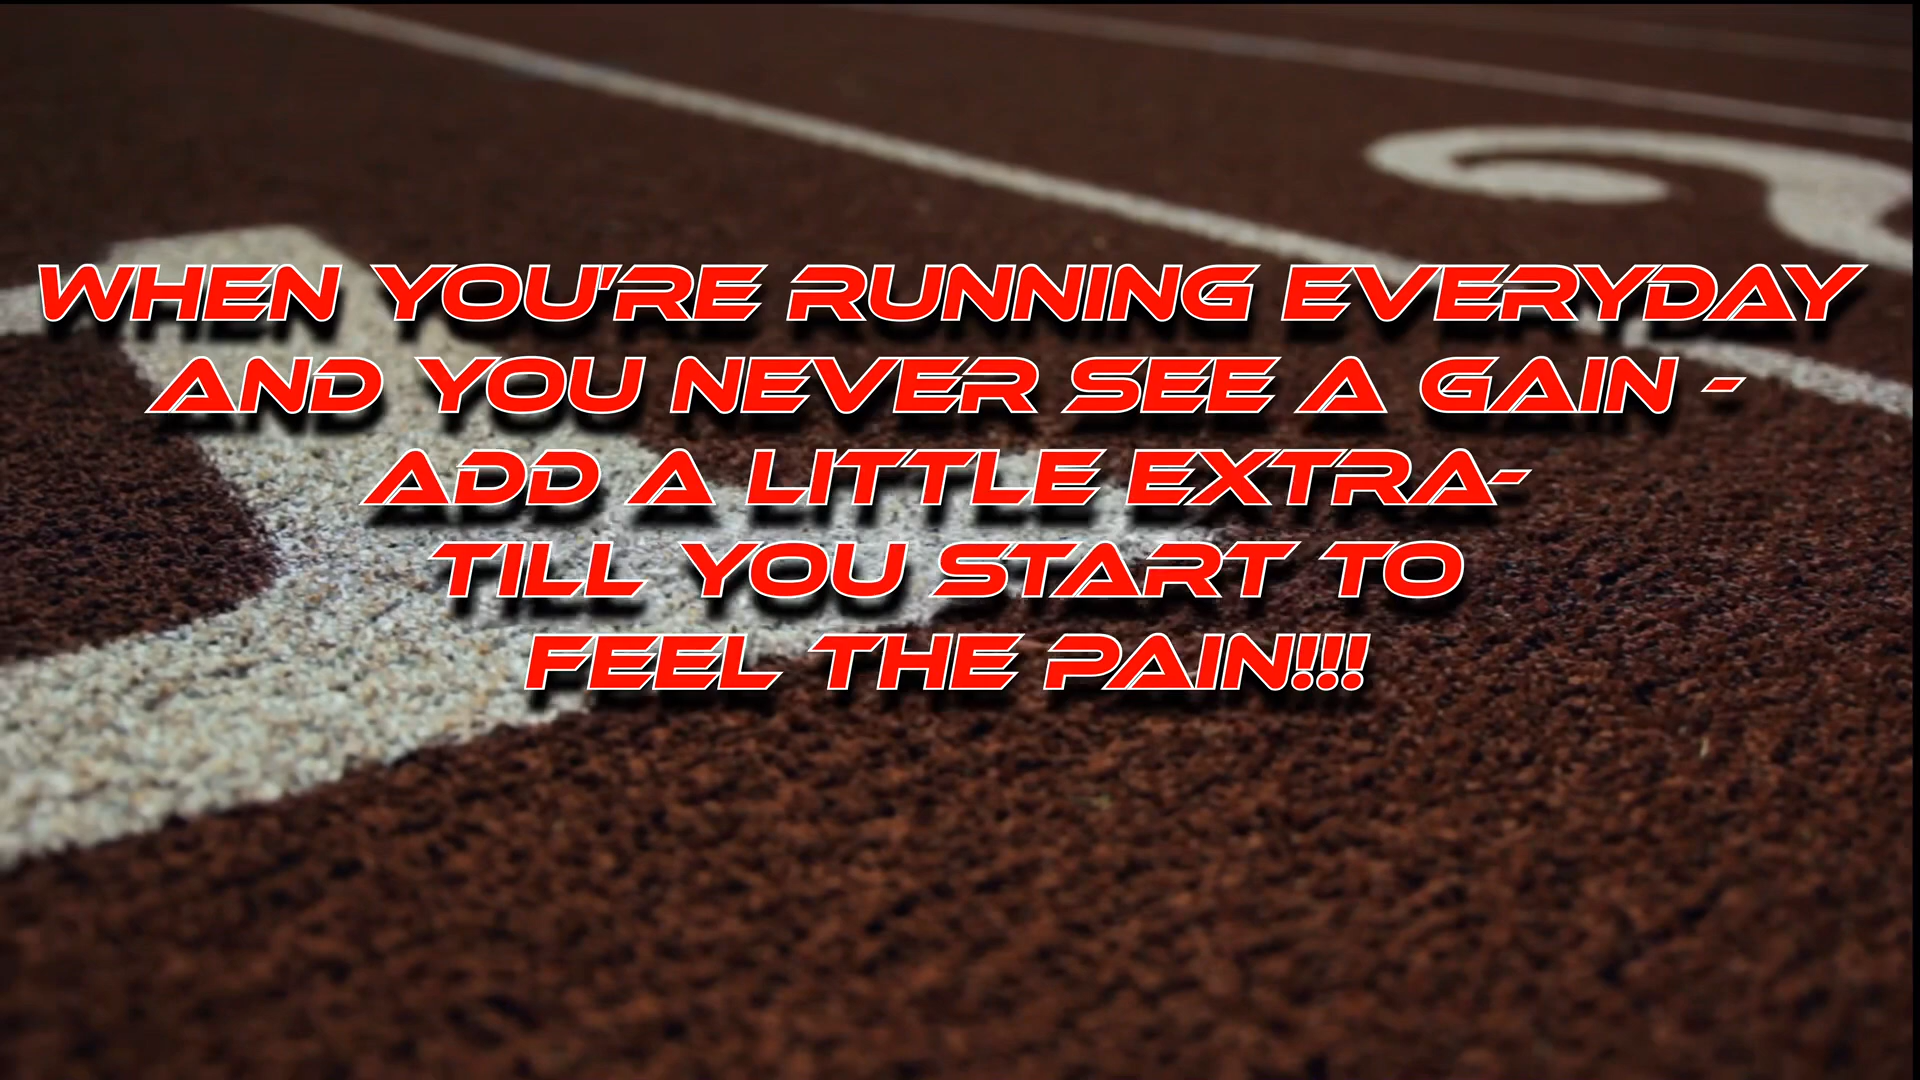 WHEN YOU'RE RUNNING EVERYDAY
AND YOU NEVER SEE A GAIN -
ADD A LITTLE EXTRA-
TILL YOU START TO
FEEL THE PAIN!!!